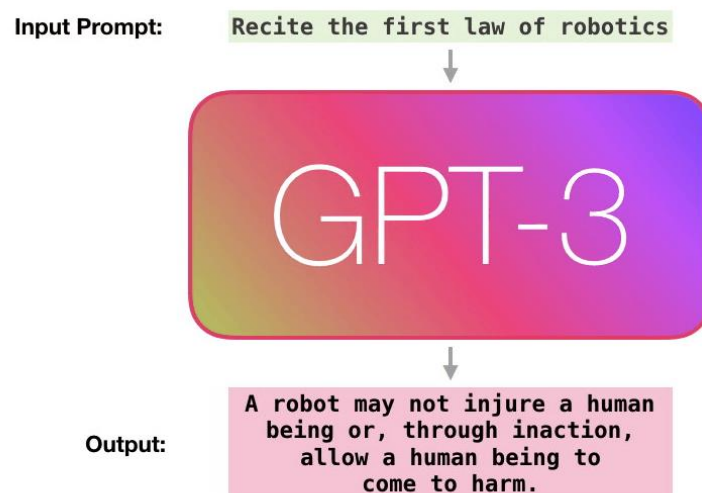 Input Prompt: Recite the first law of robotics
GPT-3
Output:
A robot may not injure a human
being or, through inaction,
allow a human being to
come to harm.